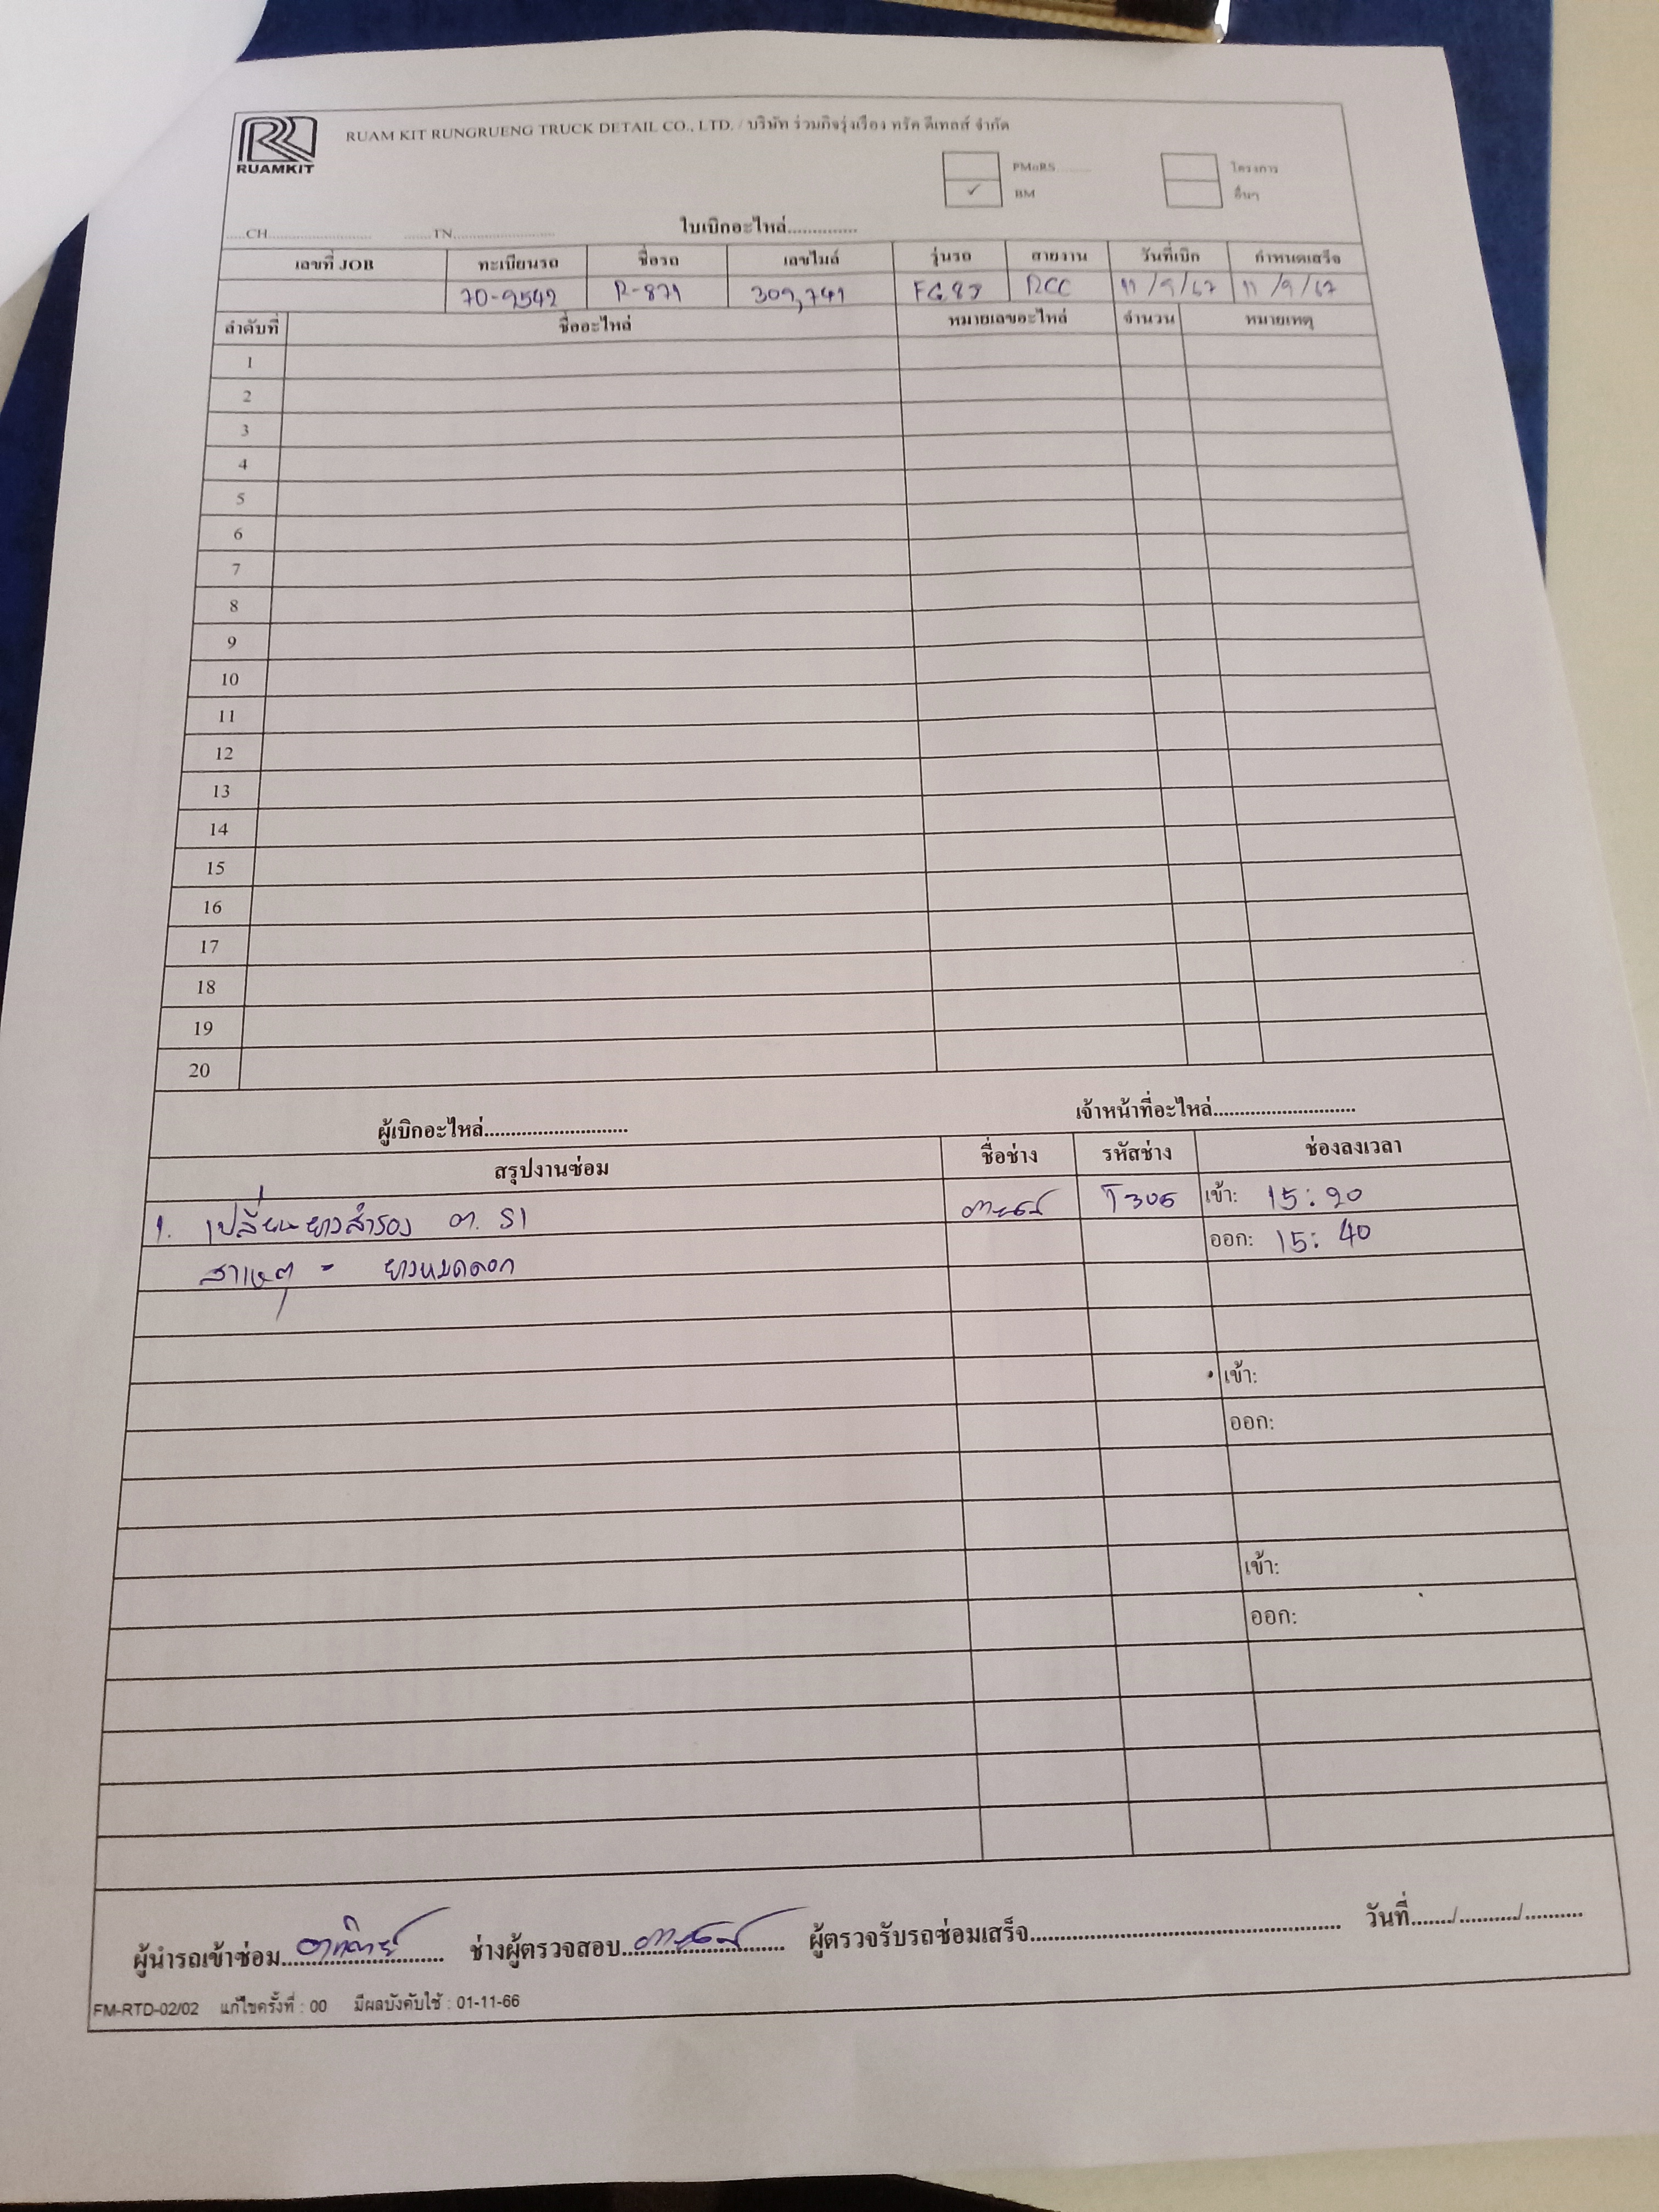 RUAMKIT
RUAM KIT RUNGRUENG TRUCK DETAIL CO., LTD. / บริษัท ร่วมกิจรุ่งเรือง ทรัค ดีเทลส์ จำกัด
PMหรือRS.......... โครงการ
✓ BM อื่นๆ
.....CH.......................... .......TN.......................... ใบเบิกอะไหล่..............
เลขที่ JOB ทะเบียนรถ ชื่อรถ เลขไมล์ รุ่นรถ สายงาน วันที่เบิก กำหนดเสร็จ
70-9542 R-871 309,741 FG8J RCC 11/9/67 11/9/67
ลำดับที่ ชื่ออะไหล่ หมายเลขอะไหล่ จำนวน หมายเหตุ
1
2
3
4
5
6
7
8
9
10
11
12
13
14
15
16
17
18
19
20
ผู้เบิกอะไหล่........................... เจ้าหน้าที่อะไหล่...........................
สรุปงานซ่อม ชื่อช่าง รหัสช่าง ช่องลงเวลา
1. เปลี่ยนยางสำรอง ต. S1 T305 เข้า: 15:20
ออก: 15:40
สาเหตุ - ยางหมดดอก
เข้า:
ออก:
เข้า:
ออก:
ผู้นำรถเข้าซ่อม ช่างผู้ตรวจสอบ ผู้ตรวจรับรถซ่อมเสร็จ........................ วันที่......./........../..........
FM-RTD-02/02 แก้ไขครั้งที่ : 00 มีผลบังคับใช้ : 01-11-66